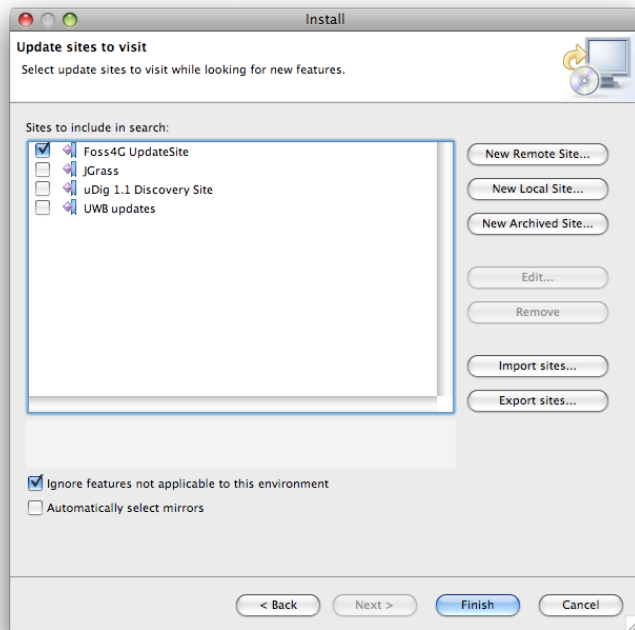 Install
Update sites to visit
Select update sites to visit while looking for new features.
Sites to include in search:
Foss4G UpdateSite
JGrass
uDig 1.1 Discovery Site
UWB updates
New Remote Site...
New Local Site...
New Archived Site...
Edit...
Remove
Import sites...
Export sites...
Ignore features not applicable to this environment
Automatically select mirrors
< Back
Next >
Finish
Cancel